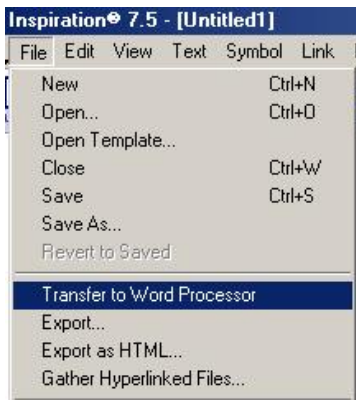 Inspiration® 7.5 - [Untitled1]
File Edit View Text Symbol Link
New Ctrl+N
Open... Ctrl+O
Open Template...
Close Ctrl+W
Save Ctrl+S
Save As...
Revert to Saved
Transfer to Word Processor
Export...
Export as HTML...
Gather Hyperlinked Files...